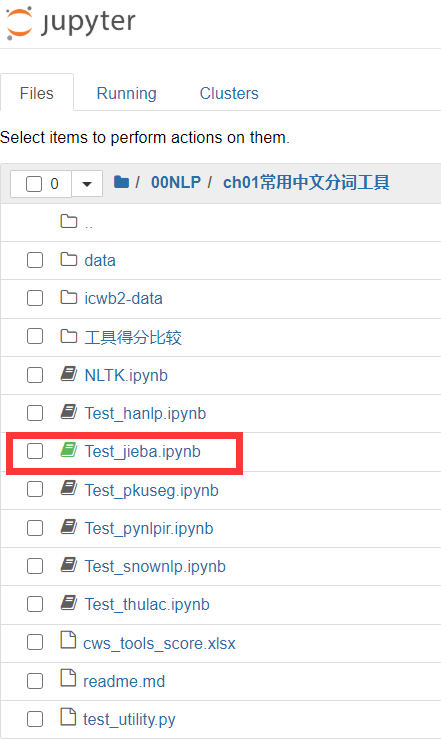 jupyter
Files Running Clusters
Select items to perform actions on them.
0 / 00NLP / ch01常用中文分词工具
..
data
icwb2-data
工具得分比较
NLTK.ipynb
Test_hanlp.ipynb
Test_jieba.ipynb
Test_pkuseg.ipynb
Test_pynlpir.ipynb
Test_snownlp.ipynb
Test_thulac.ipynb
cws_tools_score.xlsx
readme.md
test_utility.py